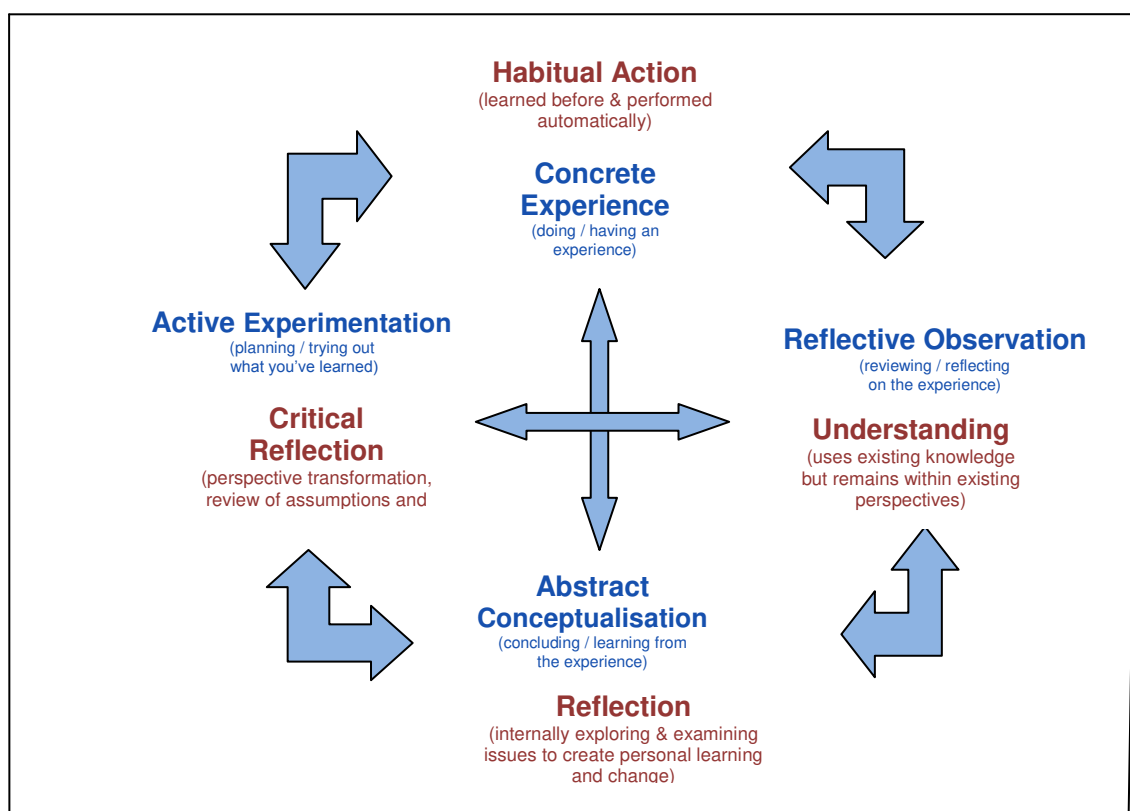 Habitual Action
(learned before & performed
automatically)
Concrete
Experience
(doing / having an
experience)
Active Experimentation
(planning / trying out
what you've learned)
Critical
Reflection
(perspective transformation,
review of assumptions and
Reflective Observation
(reviewing / reflecting
on the experience)
Understanding
(uses existing knowledge
but remains within existing
perspectives)
Abstract
Conceptualisation
(concluding / learning from
the experience)
Reflection
(internally exploring & examining
issues to create personal learning
and change)